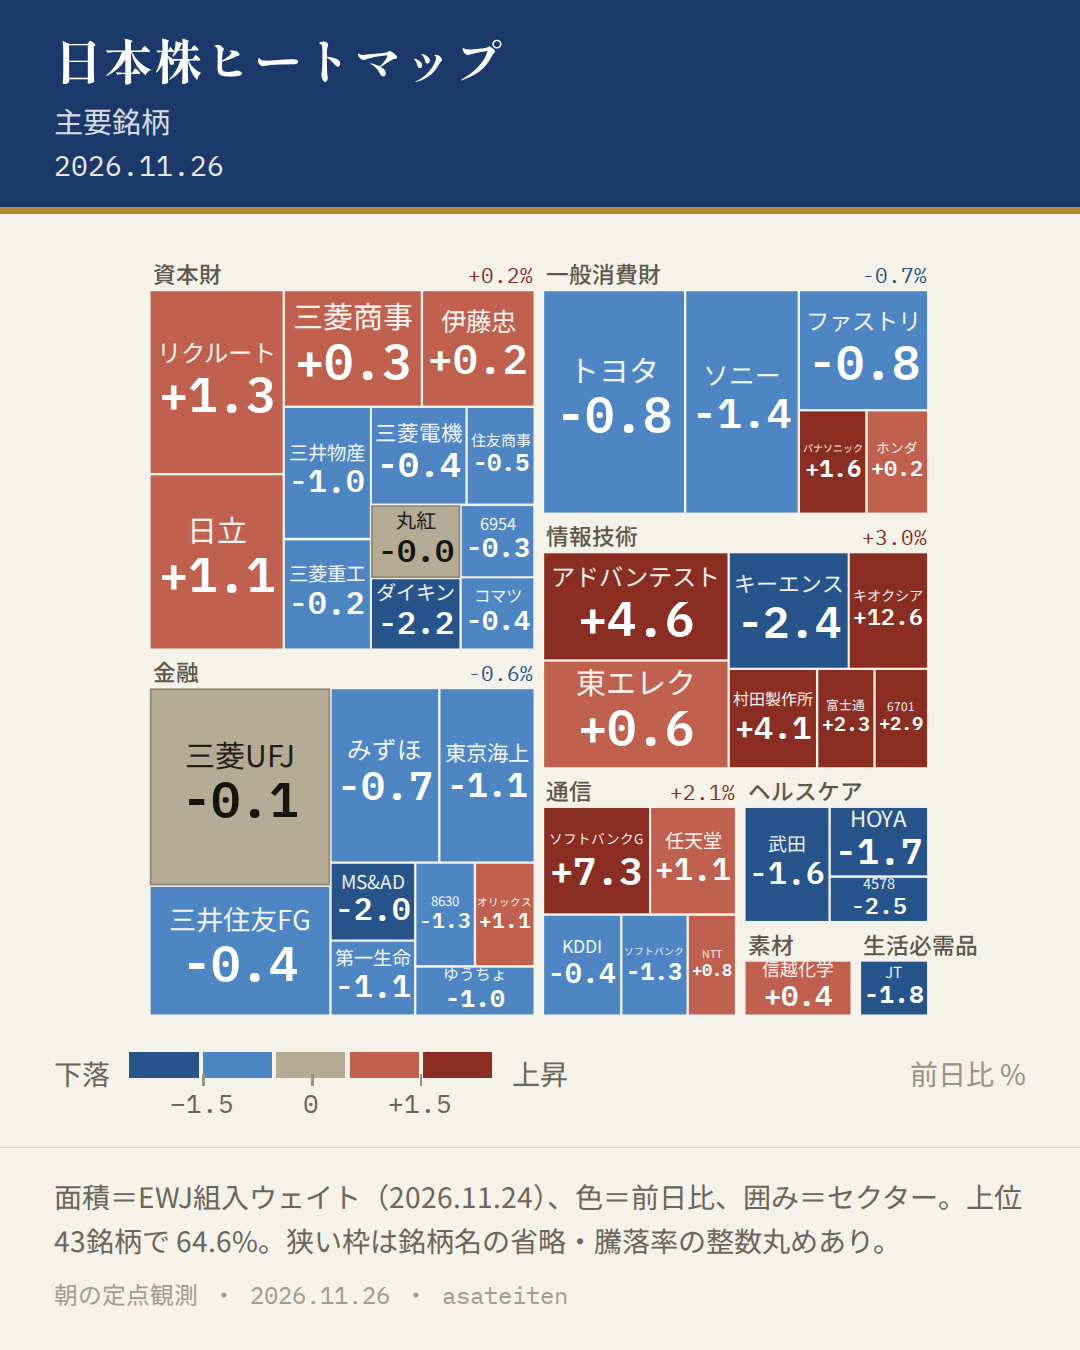 日本株ヒートマップ
主要銘柄
2026.11.26
資本財 +0.2%
リクルート
+1.3
三菱商事
+0.3
伊藤忠
+0.2
日立
+1.1
三井物産
-1.0
三菱電機
-0.4
住友商事
-0.5
丸紅
-0.0
6954
-0.3
三菱重工
-0.2
ダイキン
-2.2
コマツ
-0.4
金融 -0.6%
三菱UFJ
-0.1
みずほ
-0.7
東京海上
-1.1
三井住友FG
-0.4
MS&AD
-2.0
8630
-1.3
オリックス
+1.1
第一生命
-1.1
ゆうちょ
-1.0
一般消費財 -0.7%
トヨタ
-0.8
ソニー
-1.4
ファストリ
-0.8
パナソニック
+1.6
ホンダ
+0.2
情報技術 +3.0%
アドバンテスト
+4.6
キーエンス
-2.4
キオクシア
+12.6
東エレク
+0.6
村田製作所
+4.1
富士通
+2.3
6701
+2.9
通信 +2.1%
ソフトバンクG
+7.3
任天堂
+1.1
KDDI
-0.4
ソフトバンク
-1.3
NTT
+0.8
ヘルスケア
武田
-1.6
HOYA
-1.7
4578
-2.5
素材
信越化学
+0.4
生活必需品
JT
-1.8
下落 上昇 前日比 %
−1.5 0 +1.5
面積＝EWJ組入ウェイト（2026.11.24）、色＝前日比、囲み＝セクター。上位
43銘柄で 64.6%。狭い枠は銘柄名の省略・騰落率の整数丸めあり。
朝の定点観測 ・ 2026.11.26 ・ asateiten